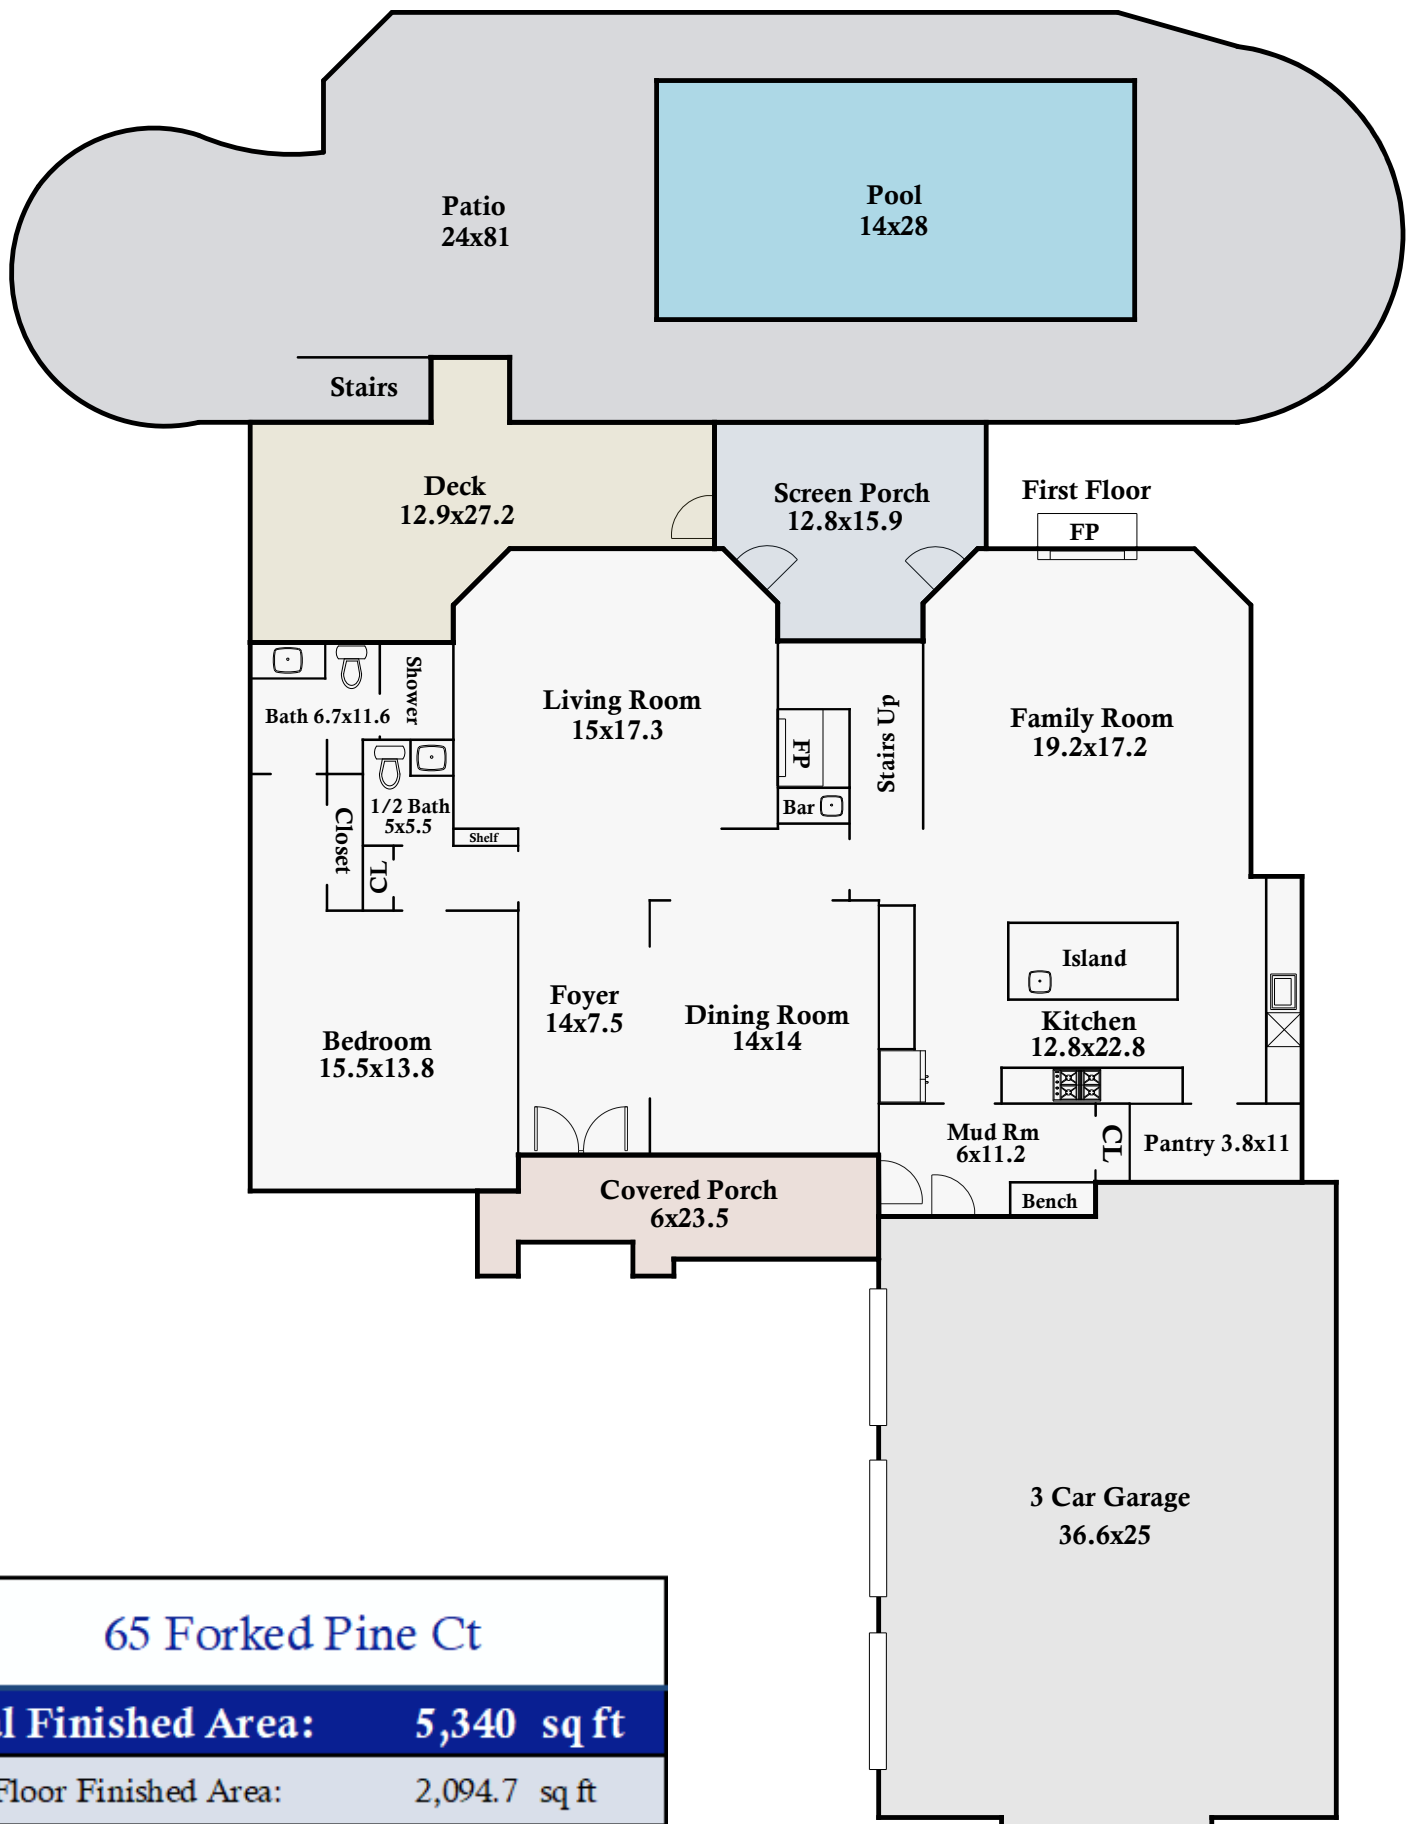 Patio
24x81
Pool
14x28
Stairs
Deck
12.9x27.2
Screen Porch
12.8x15.9
First Floor
FP
Shower
Bath 6.7x11.6
Living Room
15x17.3
FP
Bar
Stairs Up
Family Room
19.2x17.2
1/2 Bath
5x5.5
Closet
CL
Shelf
Island
Foyer
14x7.5
Dining Room
14x14
Kitchen
12.8x22.8
Bedroom
15.5x13.8
Mud Rm
6x11.2
CL
Pantry 3.8x11
Bench
Covered Porch
6x23.5
3 Car Garage
36.6x25
65 Forked Pine Ct
Finished Area: 5,340 sq ft
Floor Finished Area: 2,094.7 sq ft